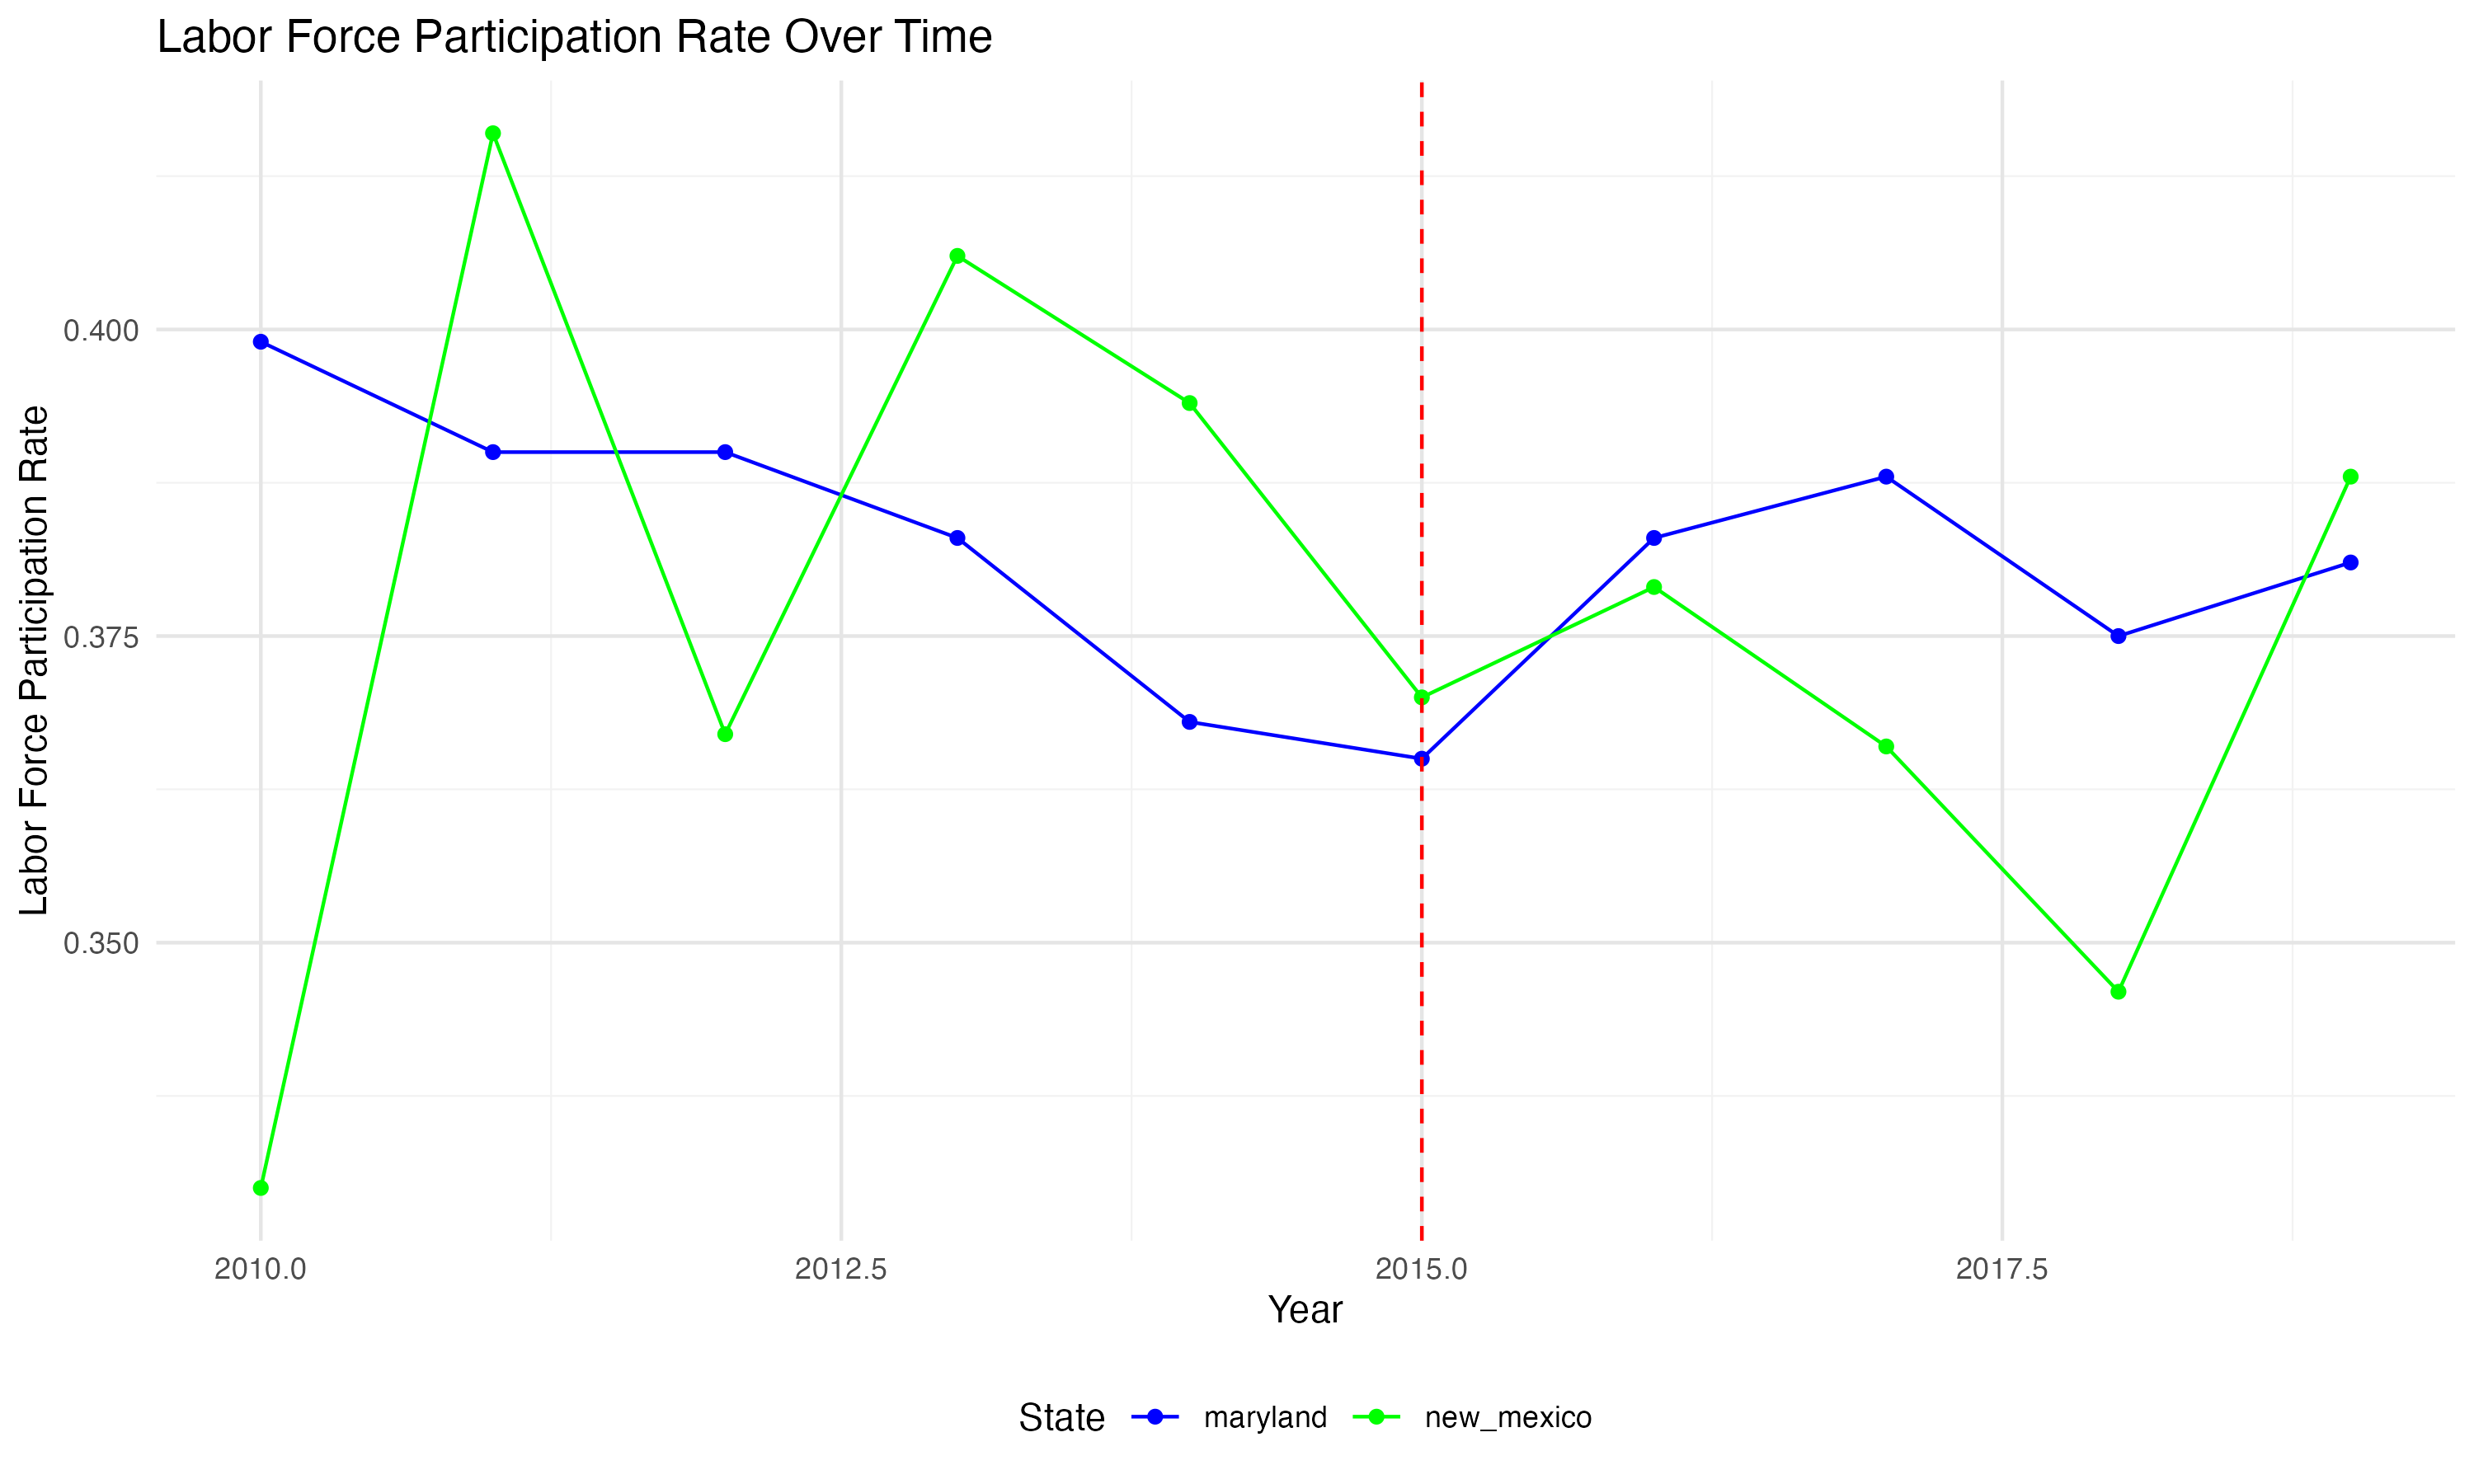 Labor Force Participation Rate Over Time
Labor Force Participation Rate
0.400
0.375
0.350
2010.0 2012.5 2015.0 2017.5
Year
State maryland new_mexico